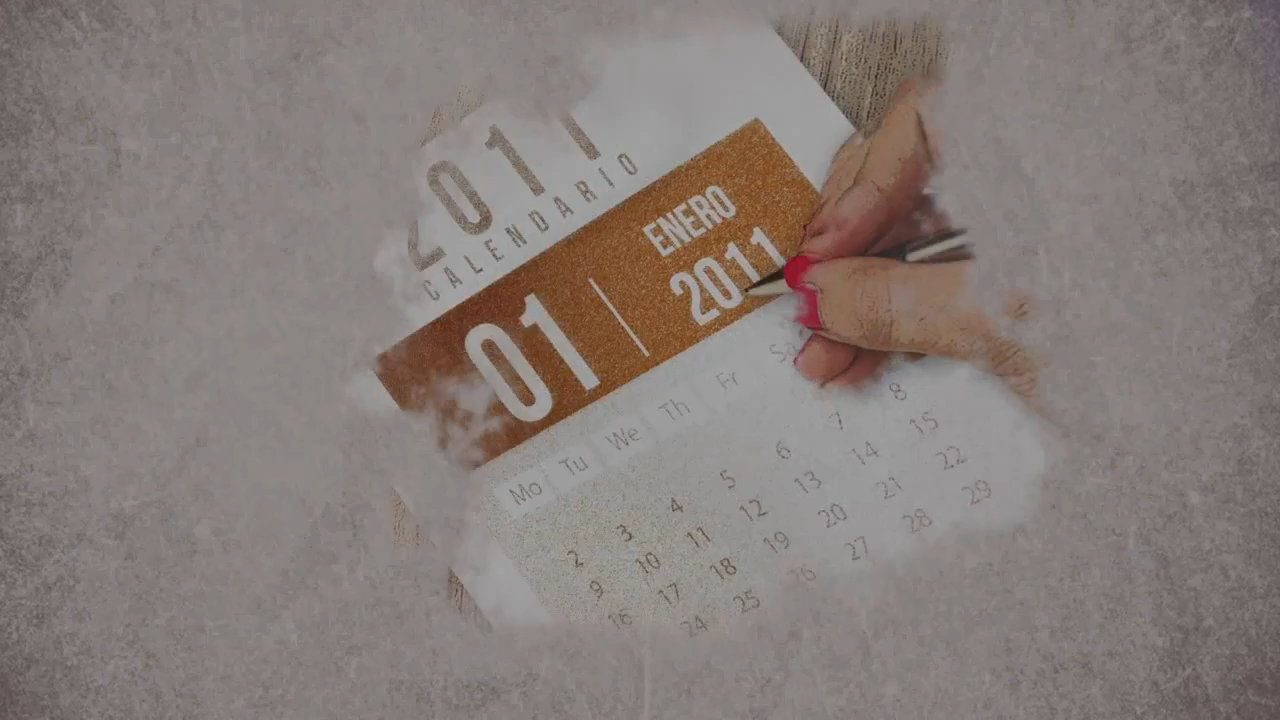 2011
CALENDARIO
01 | ENERO
2011
Mo Tu We Th Fr Sa
2 3 4 5 6 7 8
9 10 11 12 13 14 15
16 17 18 19 20 21 22
24 25 26 27 28 29